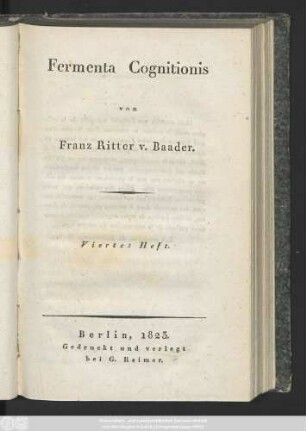 Fermenta Cognitionis
von
Franz Ritter v. Baader.
Viertes Heft.
Berlin, 1823.
Gedruckt und verlegt
bei G. Reimer.